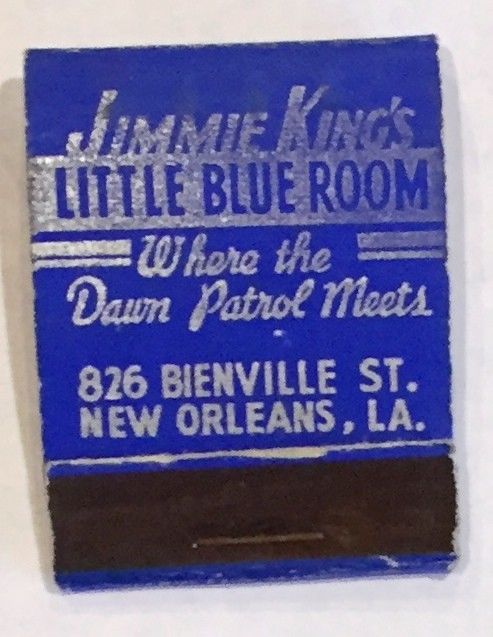 JIMMIE KING'S
LITTLE BLUE ROOM
Where the
Dawn Patrol Meets
826 BIENVILLE ST.
NEW ORLEANS, LA.